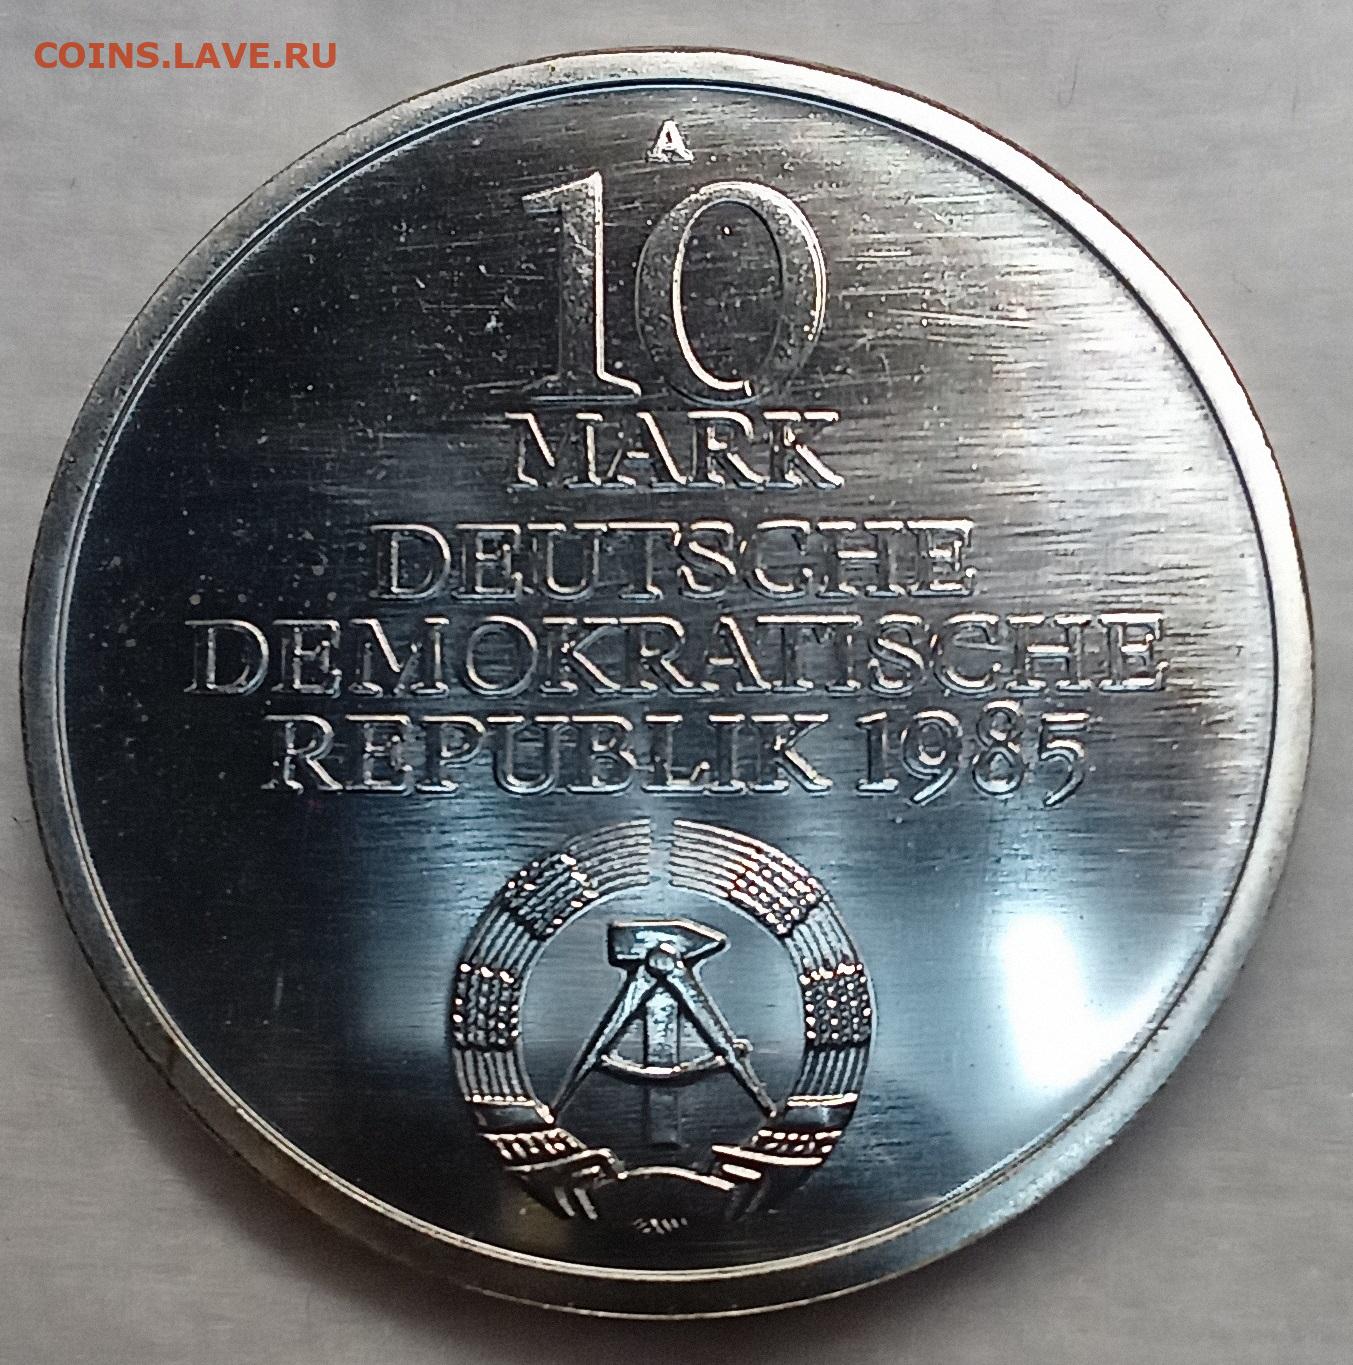 COINS.LAVE.RU
A
10
MARK
DEUTSCHE
DEMOKRATISCHE
REPUBLIK 1985